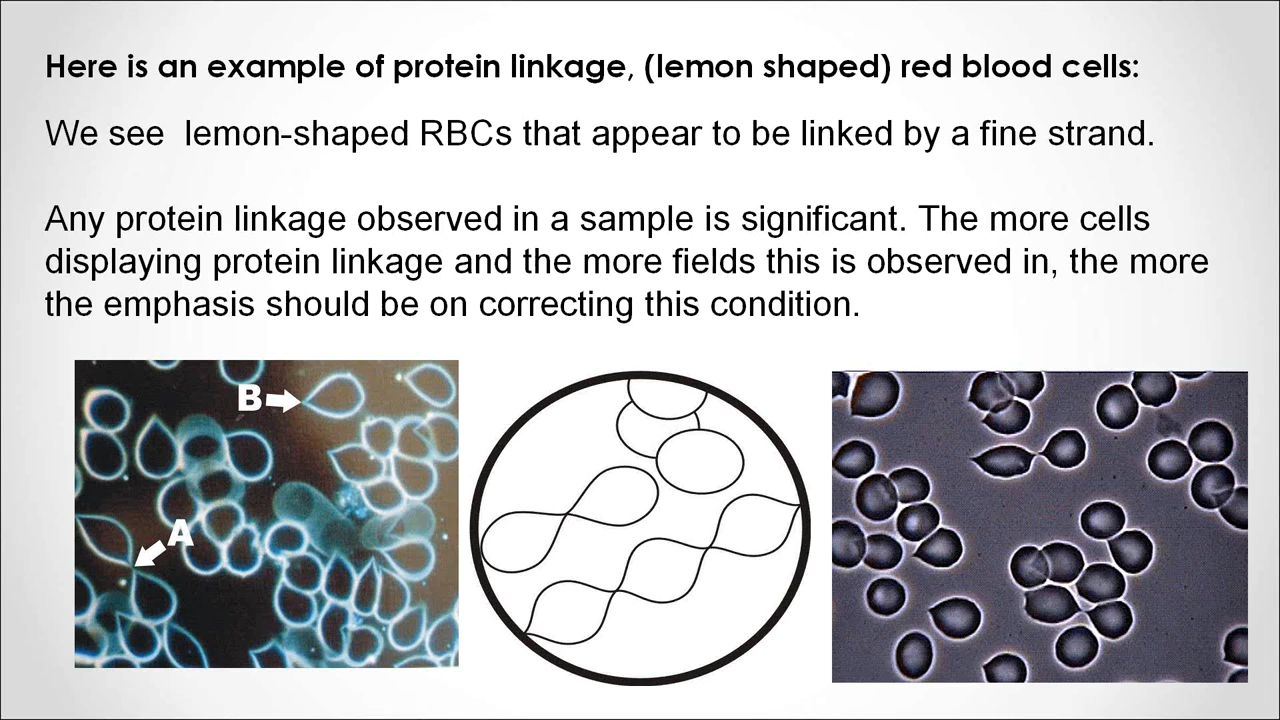 Here is an example of protein linkage, (lemon shaped) red blood cells:
We see  lemon-shaped RBCs that appear to be linked by a fine strand.
Any protein linkage observed in a sample is significant. The more cells
displaying protein linkage and the more fields this is observed in, the more
the emphasis should be on correcting this condition.
B
A